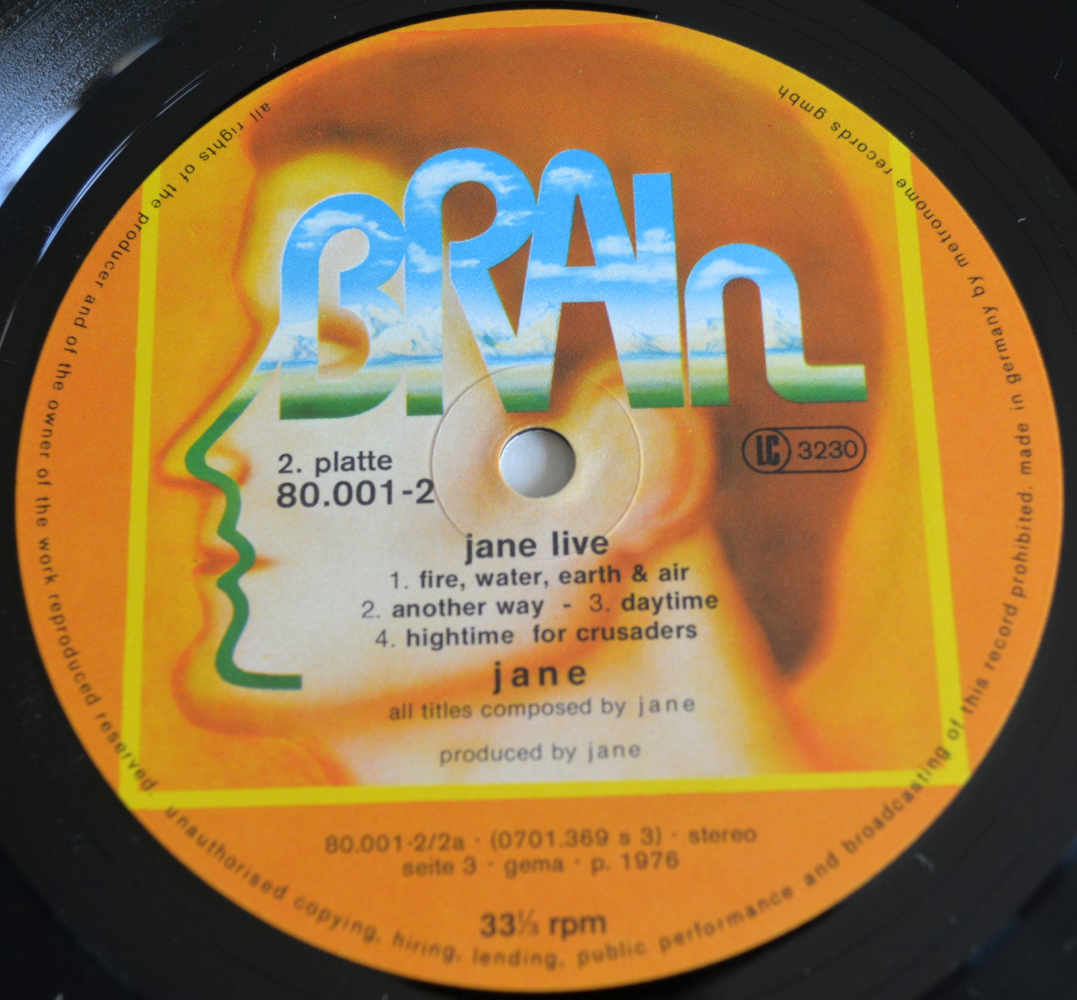 BRAIN
2. platte
80.001-2
LC 3230
jane live
1. fire, water, earth & air
2. another way - 3. daytime
4. hightime for crusaders
jane
all titles composed by jane
produced by jane
80.001-2/2a · (0701.369 s 3) · stereo
seite 3 · gema · p. 1976
33⅓ rpm
all rights of the producer and of the owner of the work reproduced reserved. unauthorised copying, hiring, lending, public performance and broadcasting of this record prohibited. made in germany by metronome records gmbh